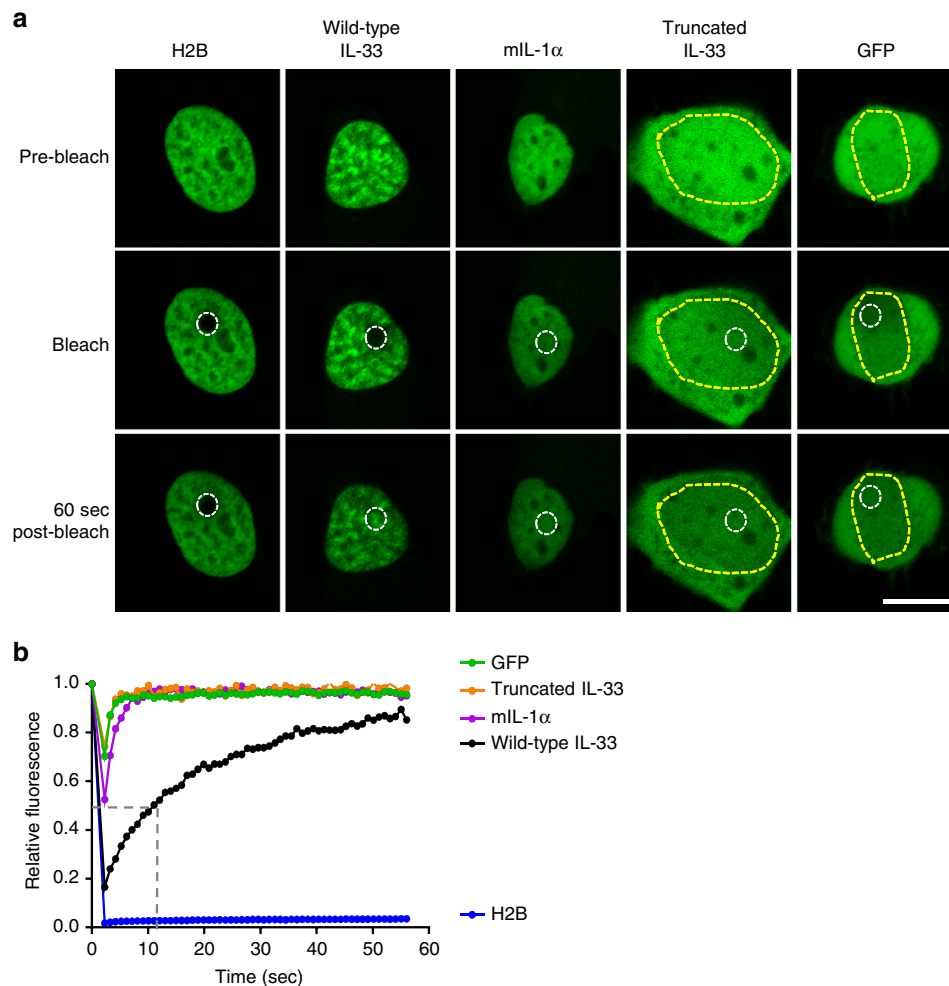 a
H2B
Wild-type
IL-33
mIL-1α
Truncated
IL-33
GFP
Pre-bleach
Bleach
60 sec
post-bleach
b
GFP
Truncated IL-33
mIL-1α
Wild-type IL-33
H2B
Relative fluorescence
1.0
0.8
0.6
0.4
0.2
0.0
0 10 20 30 40 50 60
Time (sec)